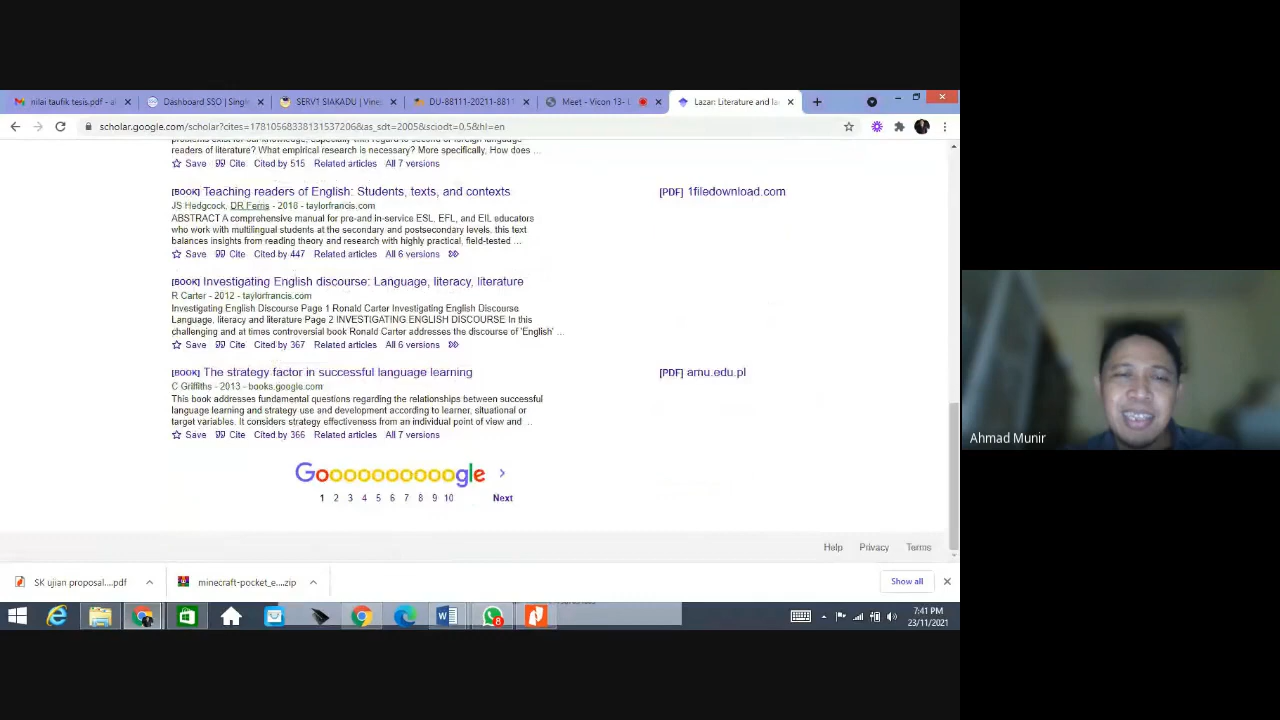 nilai taufik tesis.pdf - a
Dashboard SSO | Singl
SERV1 SIAKADU | Vine
DU-88111-20211-8811
Meet - Vicon 13-
Lazar: Literature and la
scholar.google.com/scholar?cites=17810568338131537206&as_sdt=2005&sciodt=0,5&hl=en
readers of literature? What empirical research is necessary? More specifically, How does ...
Save Cite Cited by 515 Related articles All 7 versions
[BOOK] Teaching readers of English: Students, texts, and contexts
[PDF] 1filedownload.com
JS Hedgcock, DR Ferris - 2018 - taylorfrancis.com
ABSTRACT A comprehensive manual for pre-and in-service ESL, EFL, and EIL educators
who work with multilingual students at the secondary and postsecondary levels, this text
balances insights from reading theory and research with highly practical, field-tested ...
Save Cite Cited by 447 Related articles All 6 versions
[BOOK] Investigating English discourse: Language, literacy, literature
R Carter - 2012 - taylorfrancis.com
Investigating English Discourse Page 1 Ronald Carter Investigating English Discourse
Language, literacy and literature Page 2 INVESTIGATING ENGLISH DISCOURSE In this
challenging and at times controversial book Ronald Carter addresses the discourse of 'English' ...
Save Cite Cited by 367 Related articles All 6 versions
[BOOK] The strategy factor in successful language learning
[PDF] amu.edu.pl
C Griffiths - 2013 - books.google.com
This book addresses fundamental questions regarding the relationships between successful
language learning and strategy use and development according to learner, situational or
target variables. It considers strategy effectiveness from an individual point of view and ...
Save Cite Cited by 366 Related articles All 7 versions
Goooooooooogle
1 2 3 4 5 6 7 8 9 10 Next
Help Privacy Terms
SK ujian proposal....pdf
minecraft-pocket_e....zip
Show all
8
7:41 PM
23/11/2021
Ahmad Munir